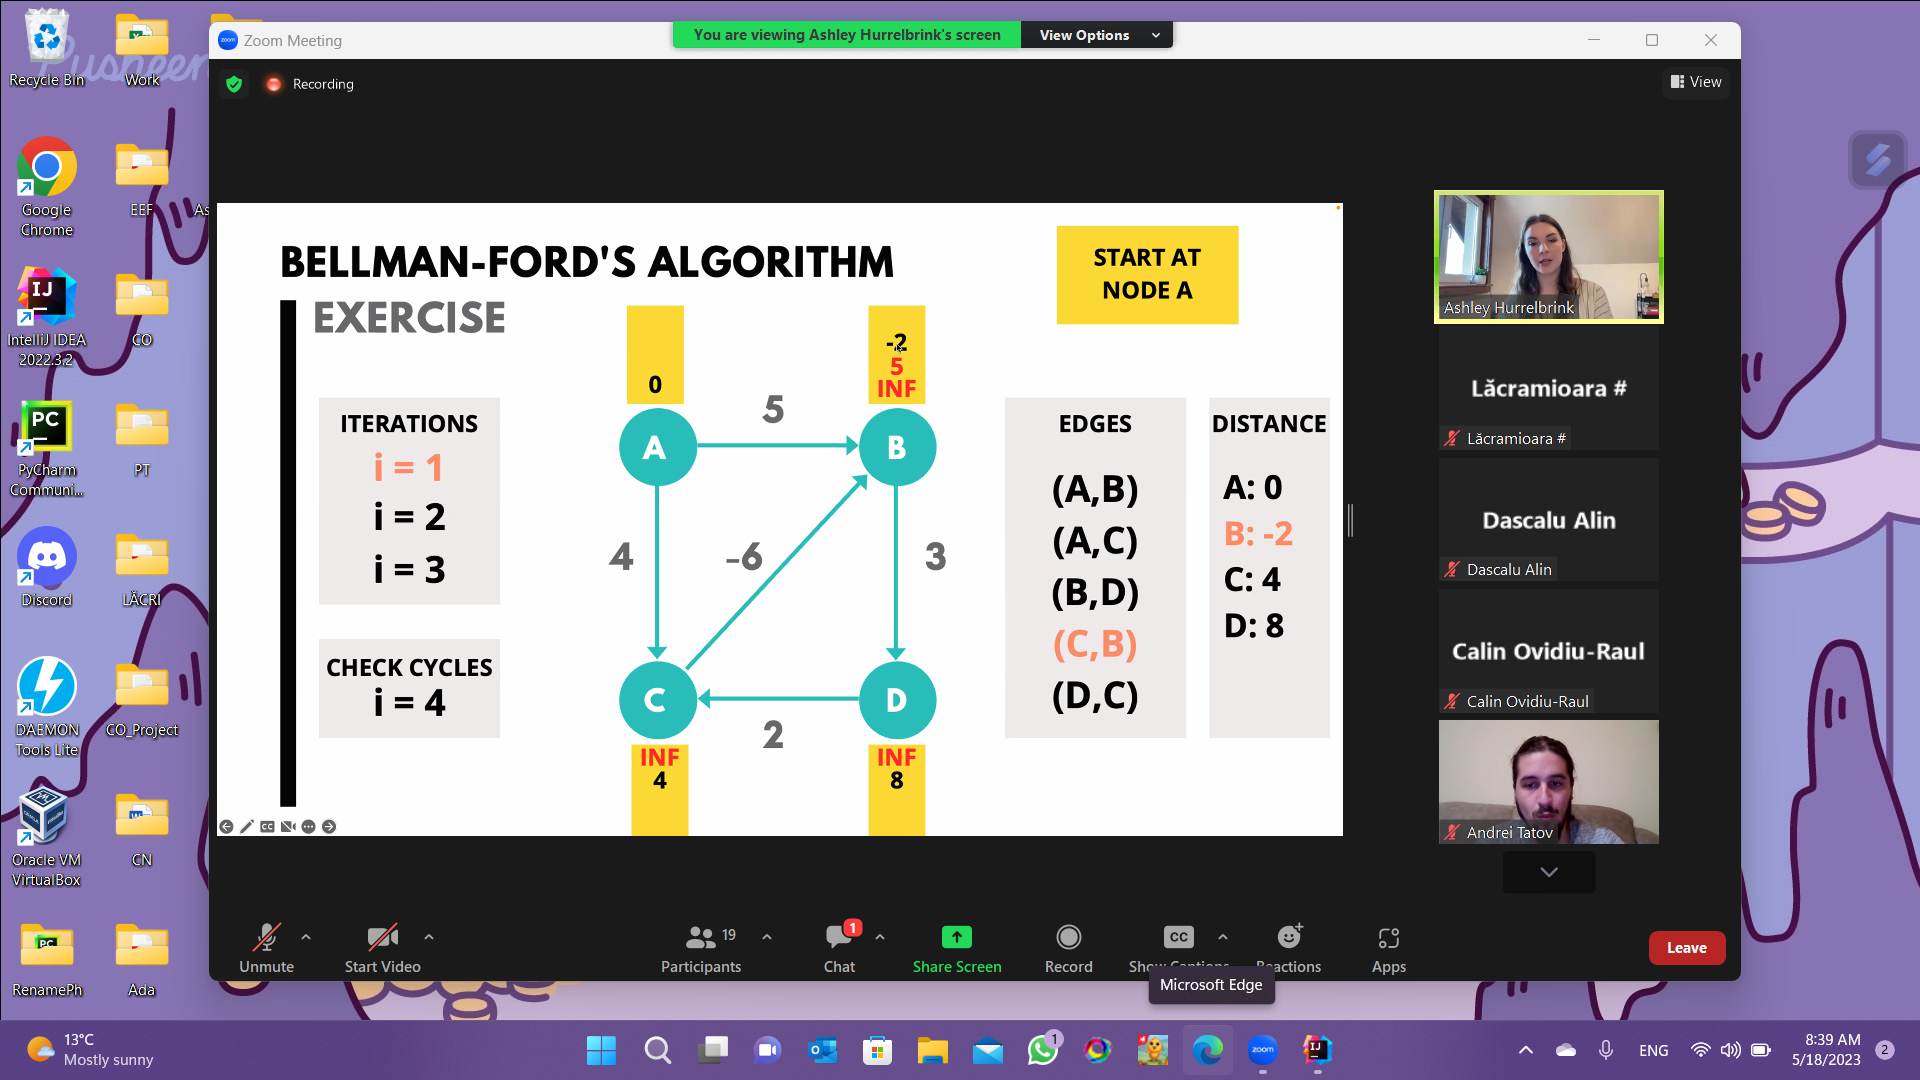 Pusheen
Recycle Bin
Work
Google
Chrome
EEF
As
IntelliJ IDEA
2022.3.2
CO
PyCharm
Communi...
PT
Discord
LĂCRI
DAEMON
Tools Lite
CO_Project
Oracle VM
VirtualBox
CN
RenamePh
Ada
Zoom Meeting
You are viewing Ashley Hurrelbrink's screen
View Options
Recording
View
BELLMAN-FORD'S ALGORITHM
EXERCISE
START AT
NODE A
ITERATIONS
i = 1
i = 2
i = 3
CHECK CYCLES
i = 4
0
-2
5
INF
A
5
B
4
-6
3
C
2
D
INF
4
INF
8
EDGES
(A,B)
(A,C)
(B,D)
(C,B)
(D,C)
DISTANCE
A: 0
B: -2
C: 4
D: 8
Ashley Hurrelbrink
Lăcramioara #
Lăcramioara #
Dascalu Alin
Dascalu Alin
Calin Ovidiu-Raul
Calin Ovidiu-Raul
Andrei Tatov
Unmute
Start Video
19
Participants
1
Chat
Share Screen
Record
CC
Show Captions
Reactions
Apps
Leave
Microsoft Edge
13°C
Mostly sunny
1
zoom
ENG
8:39 AM
5/18/2023
2